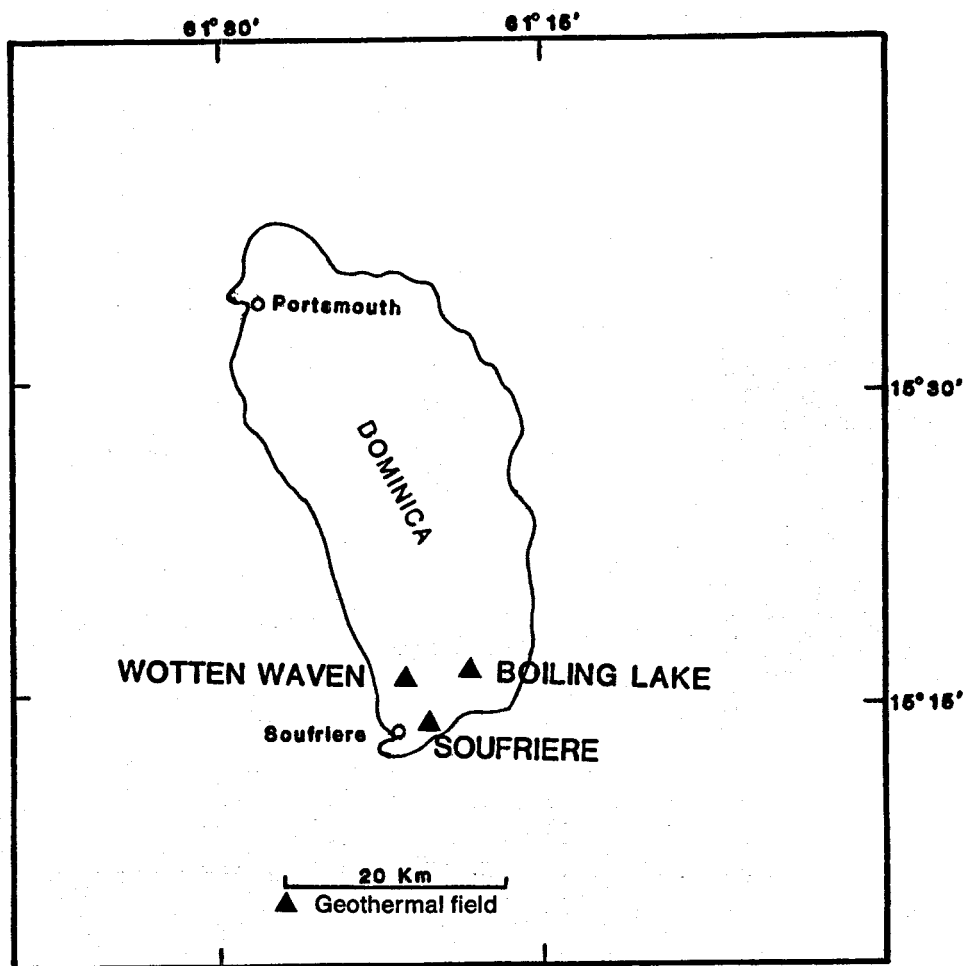 61°30' 61°15'
Portsmouth
15°30'
DOMINICA
WOTTEN WAVEN
BOILING LAKE
15°15'
Soufriere
SOUFRIERE
20 Km
Geothermal field